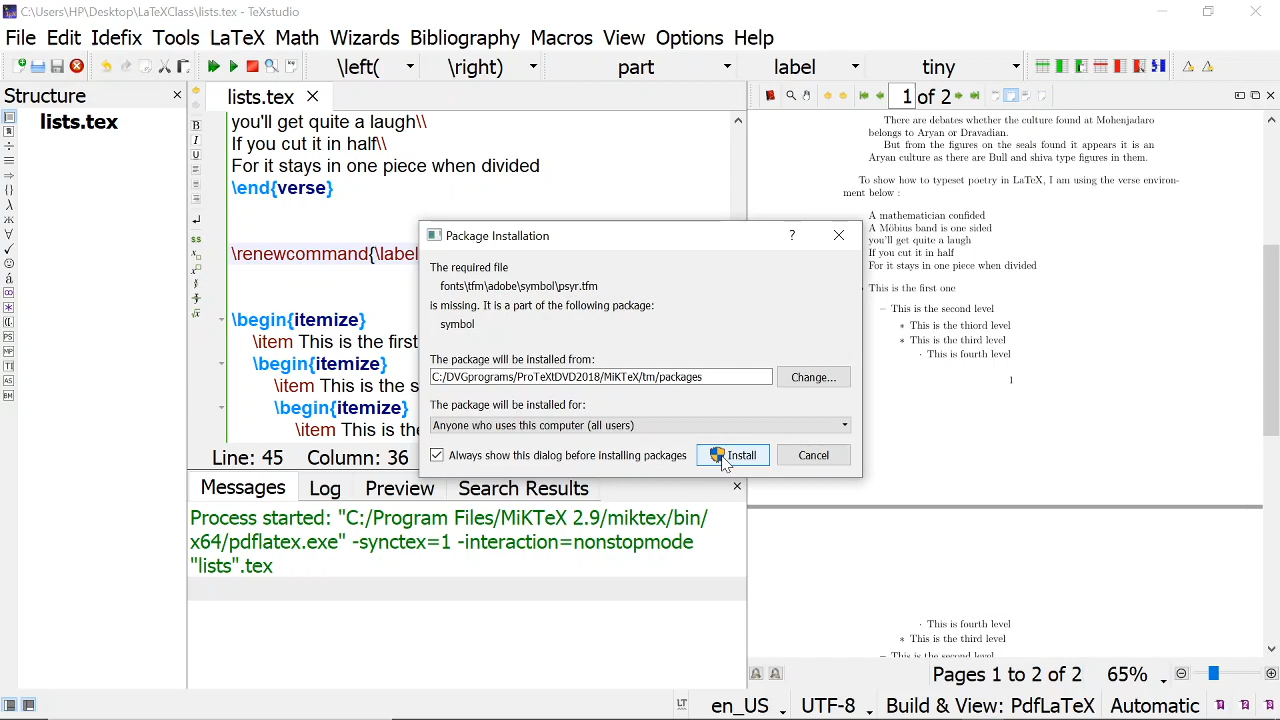 C:\Users\HP\Desktop\LaTeXClass\lists.tex - TeXstudio
File Edit Idefix Tools LaTeX Math Wizards Bibliography Macros View Options Help
\left( \right) part label tiny
Structure
lists.tex
lists.tex
1 of 2
you'll get quite a laugh\\
If you cut it in half\\
For it stays in one piece when divided
\end{verse}
\renewcommand{\label
\begin{itemize}
\item This is the first
\begin{itemize}
\item This is the s
\begin{itemize}
\item This is the
Line: 45 Column: 36
Messages Log Preview Search Results
Process started: "C:/Program Files/MiKTeX 2.9/miktex/bin/
x64/pdflatex.exe" -synctex=1 -interaction=nonstopmode
"lists".tex
Package Installation
The required file
fonts\tfm\adobe\symbol\psyr.tfm
is missing. It is a part of the following package:
symbol
The package will be installed from:
C:/DVGprograms/ProTeXtDVD2018/MiKTeX/tm/packages
Change...
The package will be installed for:
Anyone who uses this computer (all users)
Always show this dialog before installing packages
Install
Cancel
There are debates whether the culture found at Mohenjadaro
belongs to Aryan or Dravadian.
But from the figures on the seals found it appears it is an
Aryan culture as there are Bull and shiva type figures in them.
To show how to typeset poetry in LaTeX, I am using the verse environ-
ment below :
A mathematician confided
A Möbius band is one sided
you'll get quite a laugh
If you cut it in half
For it stays in one piece when divided
This is the first one
– This is the second level
∗ This is the thiord level
∗ This is the third level
· This is fourth level
1
· This is fourth level
∗ This is the third level
– This is the second level
Pages 1 to 2 of 2 65%
en_US UTF-8 Build & View: PdfLaTeX Automatic